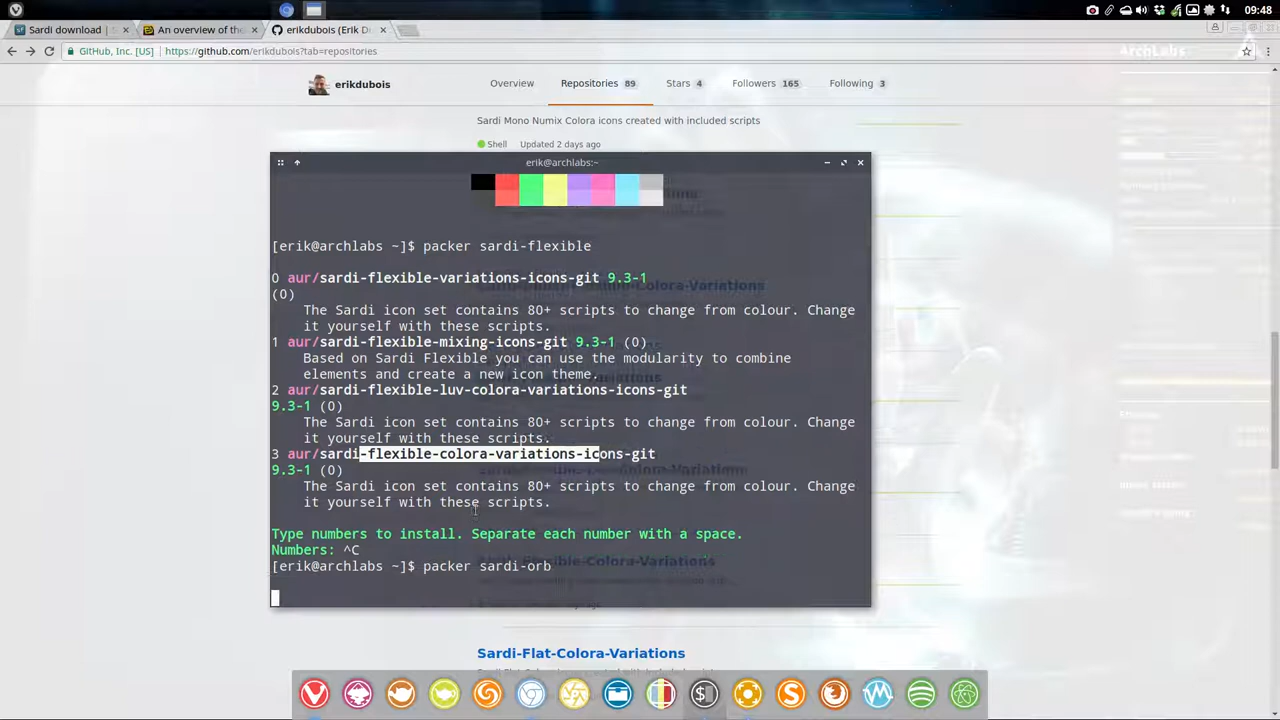 09:48
Sardi download |
An overview of the
erikdubois (Erik D
GitHub, Inc. [US]
https://github.com/erikdubois?tab=repositories
ArchLabs
erikdubois
Overview
Repositories 89
Stars 4
Followers 165
Following 3
Sardi Mono Numix Colora icons created with included scripts
Shell Updated 2 days ago
erik@archlabs:~
[erik@archlabs ~]$ packer sardi-flexible
0 aur/sardi-flexible-variations-icons-git 9.3-1
(0)
The Sardi icon set contains 80+ scripts to change from colour. Change
it yourself with these scripts.
1 aur/sardi-flexible-mixing-icons-git 9.3-1 (0)
Based on Sardi Flexible you can use the modularity to combine
elements and create a new icon theme.
2 aur/sardi-flexible-luv-colora-variations-icons-git
9.3-1 (0)
The Sardi icon set contains 80+ scripts to change from colour. Change
it yourself with these scripts.
3 aur/sardi-flexible-colora-variations-icons-git
9.3-1 (0)
The Sardi icon set contains 80+ scripts to change from colour. Change
it yourself with these scripts.
Type numbers to install. Separate each number with a space.
Numbers: ^C
[erik@archlabs ~]$ packer sardi-orb
Sardi-Flat-Colora-Variations